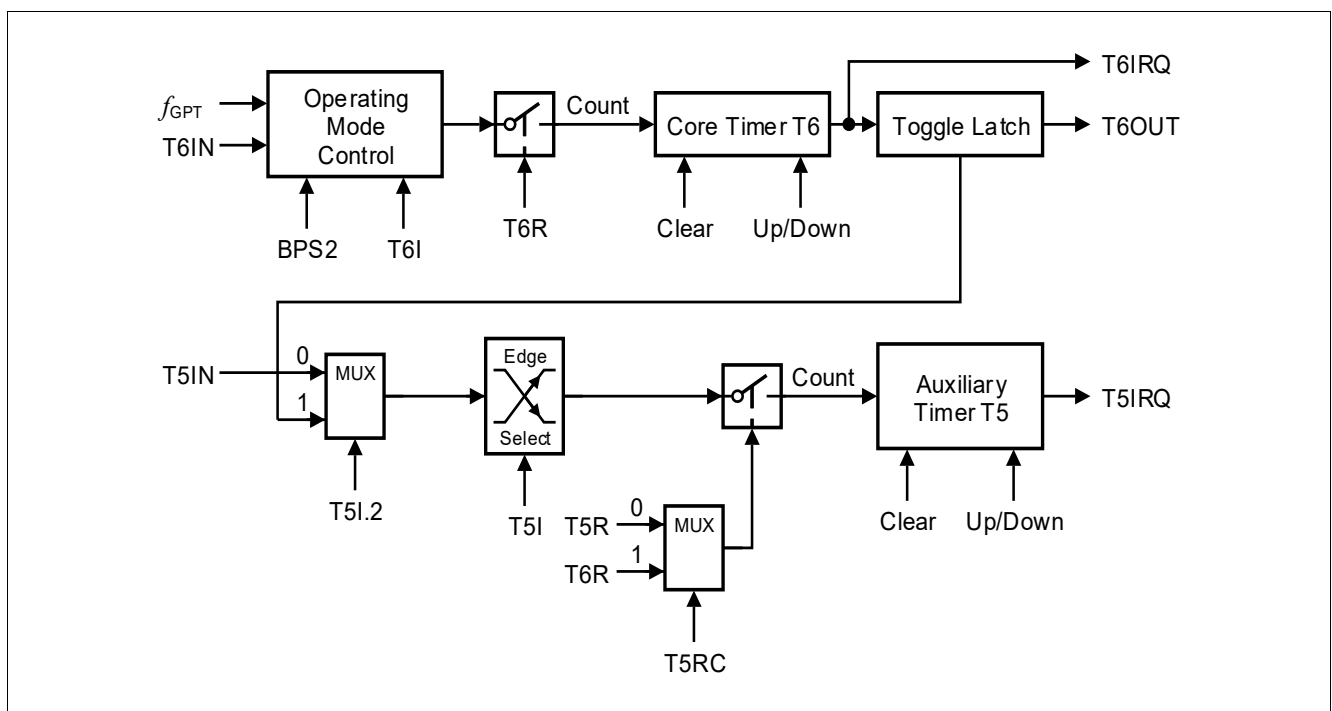 T6IRQ
fGPT
Operating
Mode
Control
Count
Core Timer T6
Toggle Latch
T6OUT
T6IN
BPS2
T6I
T6R
Clear
Up/Down
T5IN
0
1
MUX
T5I.2
Edge
Select
T5I
Count
Auxiliary
Timer T5
T5IRQ
Clear
Up/Down
T5R
0
T6R
1
MUX
T5RC